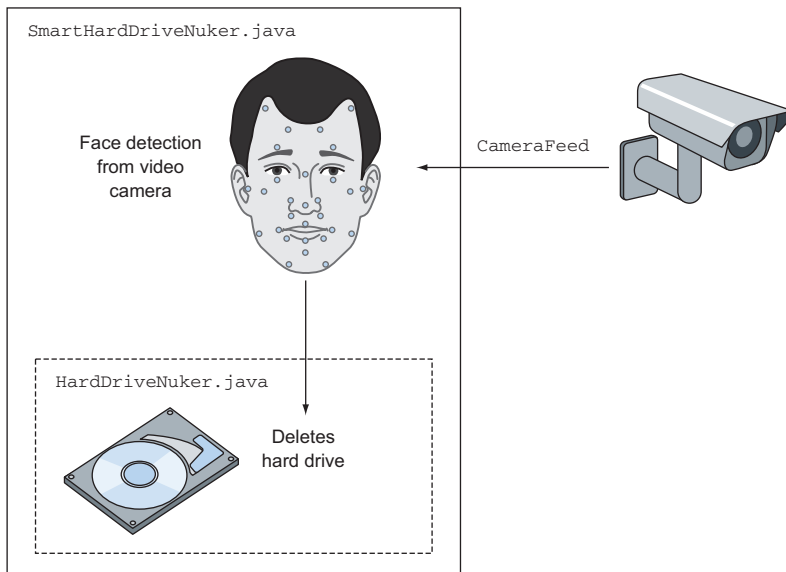 SmartHardDriveNuker.java
Face detection
from video
camera
CameraFeed
HardDriveNuker.java
Deletes
hard drive